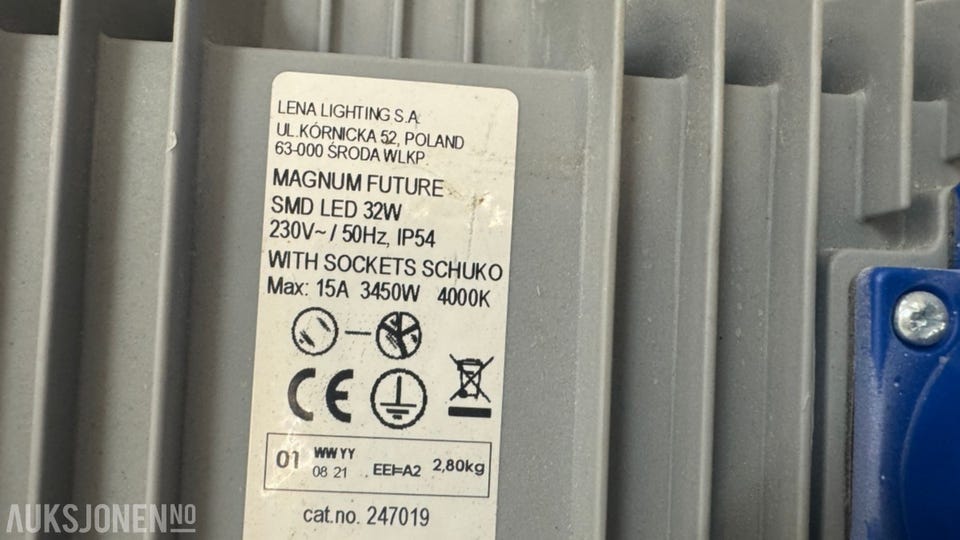 LENA LIGHTING S.A.
UL.KÓRNICKA 52, POLAND
63-000 ŚRODA WLKP.
MAGNUM FUTURE
SMD LED 32W
230V~ / 50Hz, IP54
WITH SOCKETS SCHUKO
Max: 15A 3450W 4000K
CE
01 WW YY
08 21 EEI=A2 2,80kg
cat.no. 247019
AUKSJONEN NO